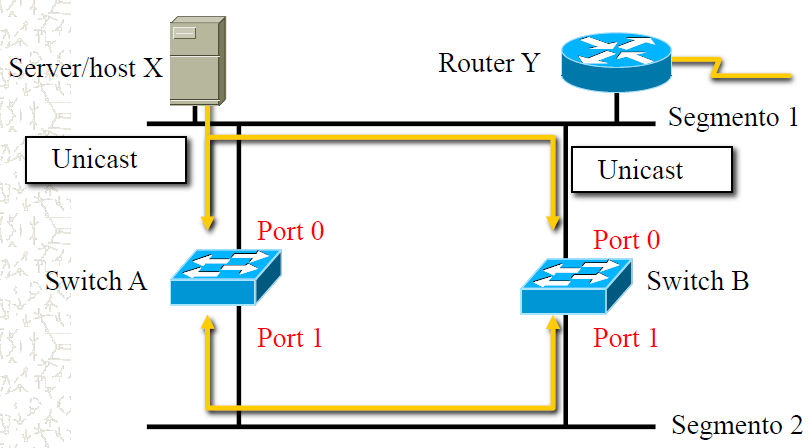 Server/host X
Router Y
Segmento 1
Unicast
Unicast
Port 0
Port 0
Switch A
Switch B
Port 1
Port 1
Segmento 2